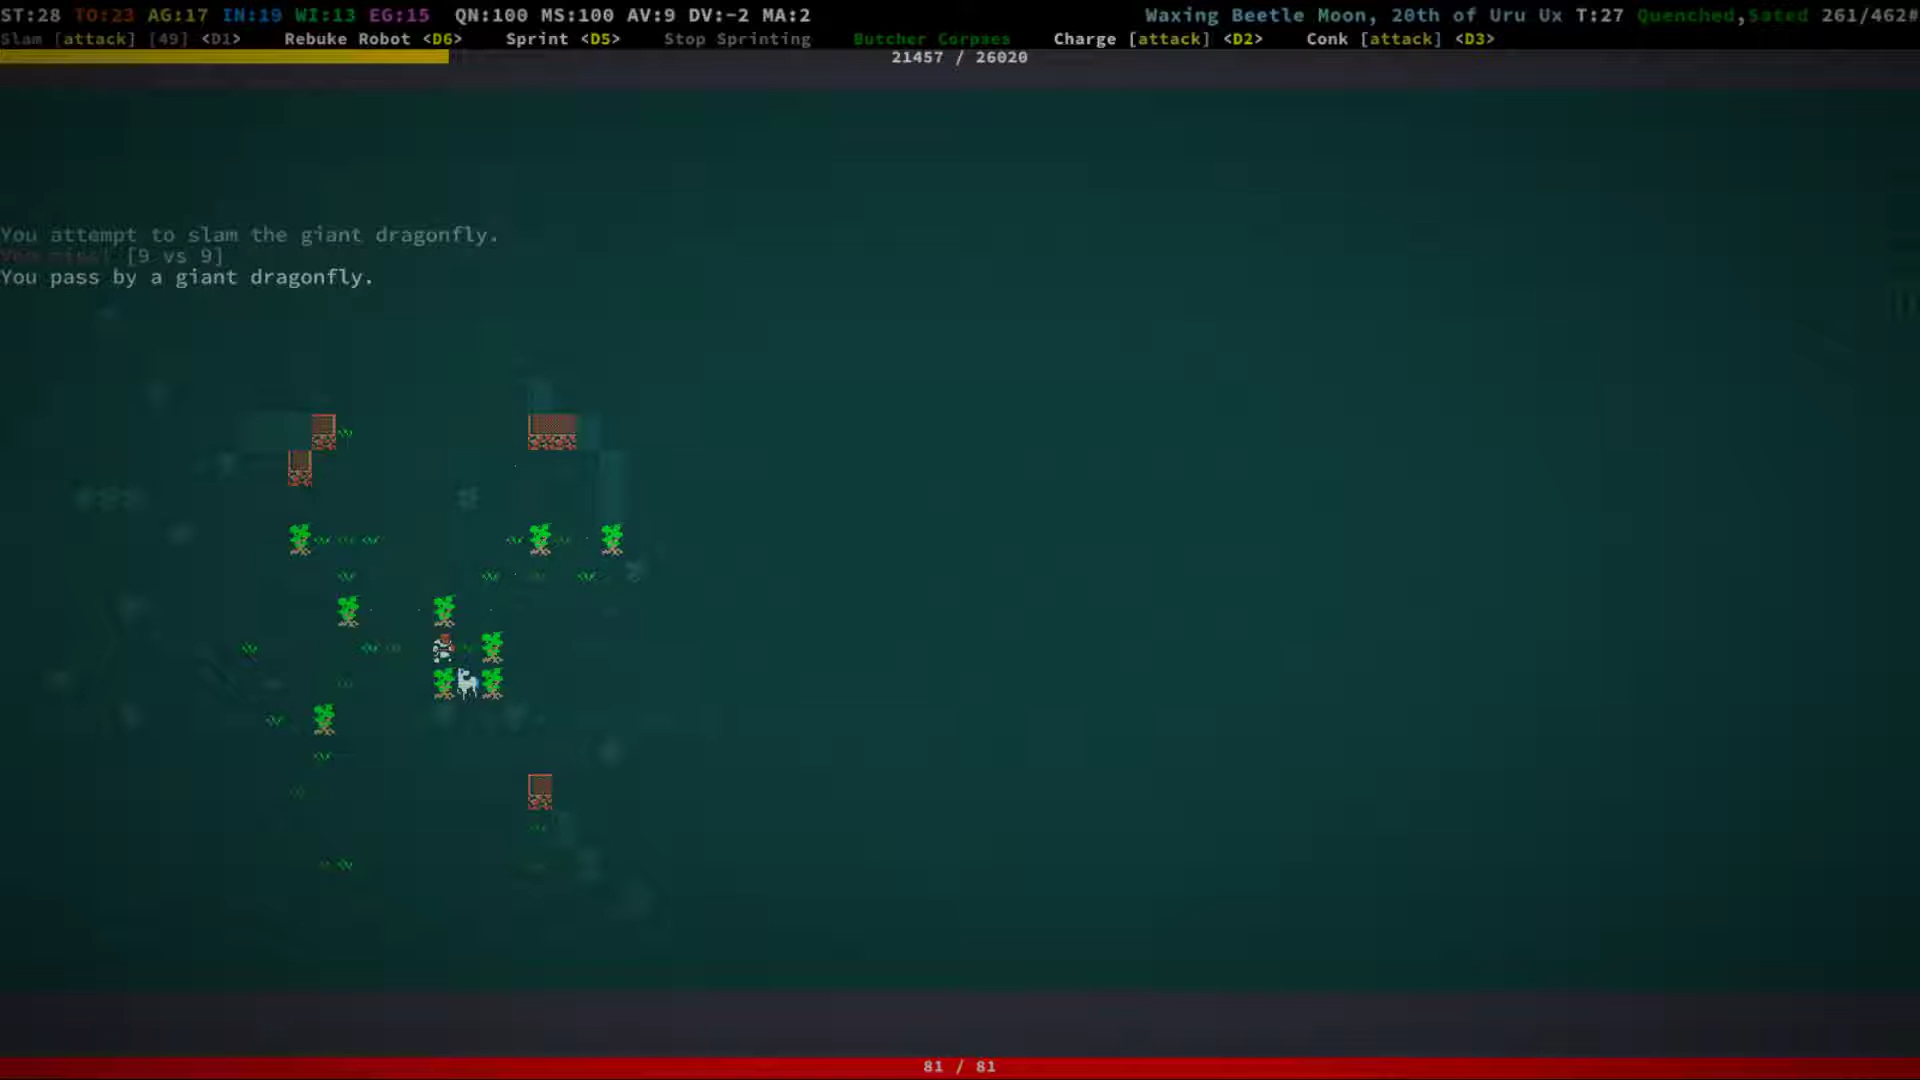 ST:28 TO:23 AG:17 IN:19 WI:13 EG:15 QN:100 MS:100 AV:9 DV:-2 MA:2 Waxing Beetle Moon, 20th of Uru Ux T:27 Quenched,Sated 261/462#
Slam [attack] [49] <D1> Rebuke Robot <D6> Sprint <D5> Stop Sprinting Butcher Corpses Charge [attack] <D2> Conk [attack] <D3>
21457 / 26020
You attempt to slam the giant dragonfly.
You miss! [9 vs 9]
You pass by a giant dragonfly.
81 / 81